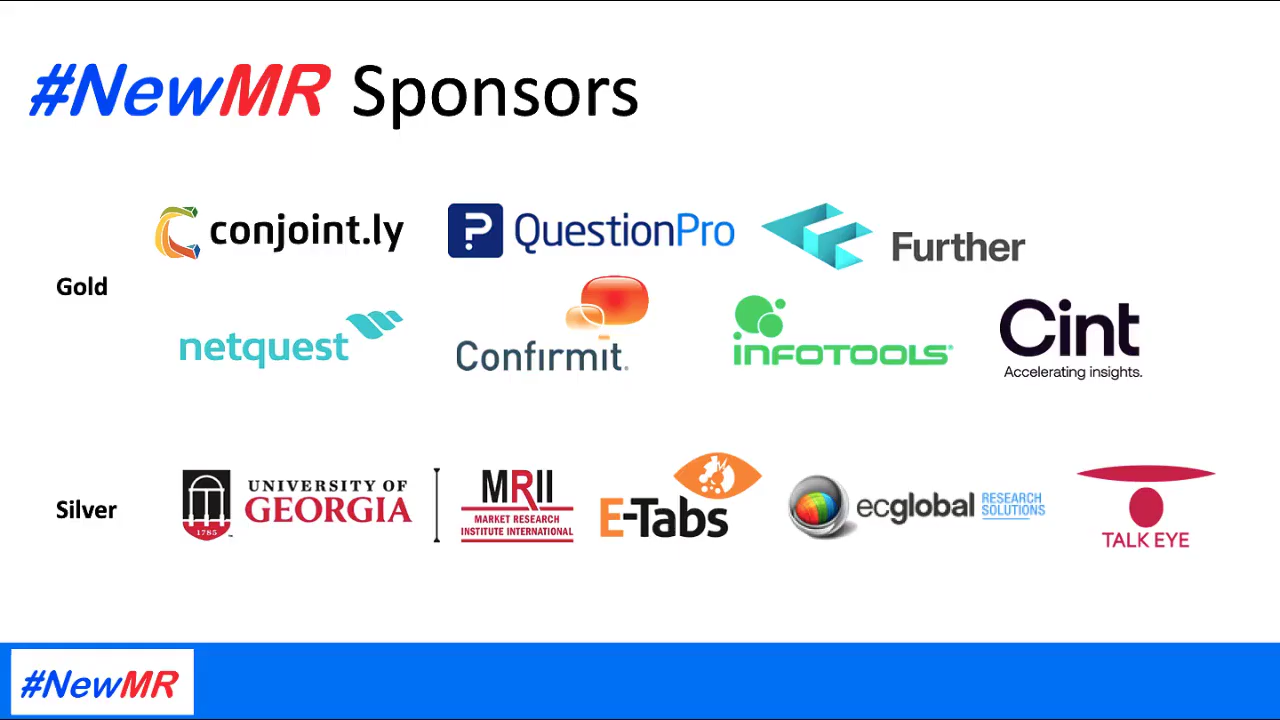 #NewMR Sponsors
conjoint.ly
QuestionPro
Further
Gold
netquest
Confirmit.
INFOTOOLS®
Cint
Accelerating insights.
Silver
UNIVERSITY OF
GEORGIA
1785
MRII
MARKET RESEARCH
INSTITUTE INTERNATIONAL
E-Tabs
ecglobal
RESEARCH
SOLUTIONS
TALK EYE
#NewMR